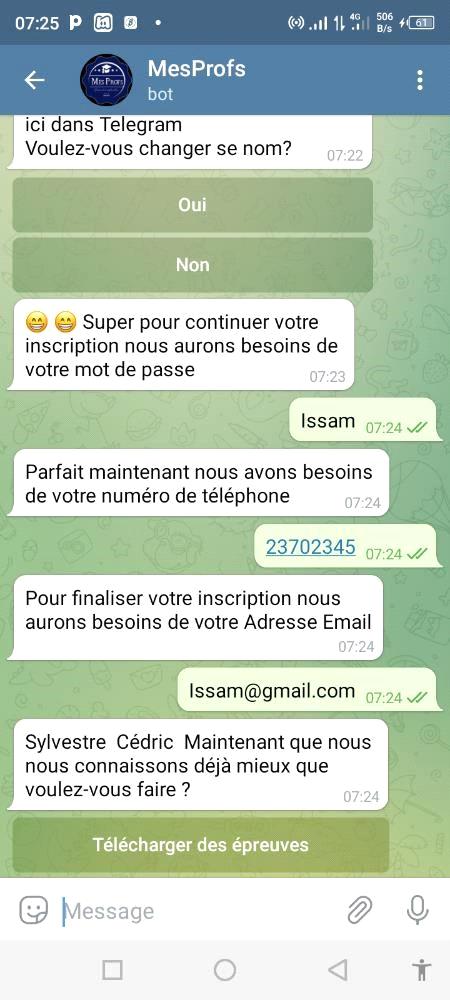 07:25
4G
506
B/s
61
MES PROFS
MesProfs
bot
ici dans Telegram
Voulez-vous changer se nom?
07:22
Oui
Non
😁 😁 Super pour continuer votre
inscription nous aurons besoins de
votre mot de passe
07:23
Issam 07:24
Parfait maintenant nous avons besoins
de votre numéro de téléphone 07:24
23702345 07:24
Pour finaliser votre inscription nous
aurons besoins de votre Adresse Email
07:24
Issam@gmail.com 07:24
Sylvestre  Cédric  Maintenant que nous
nous connaissons déjà mieux que
voulez-vous faire ? 07:24
Télécharger des épreuves
Message